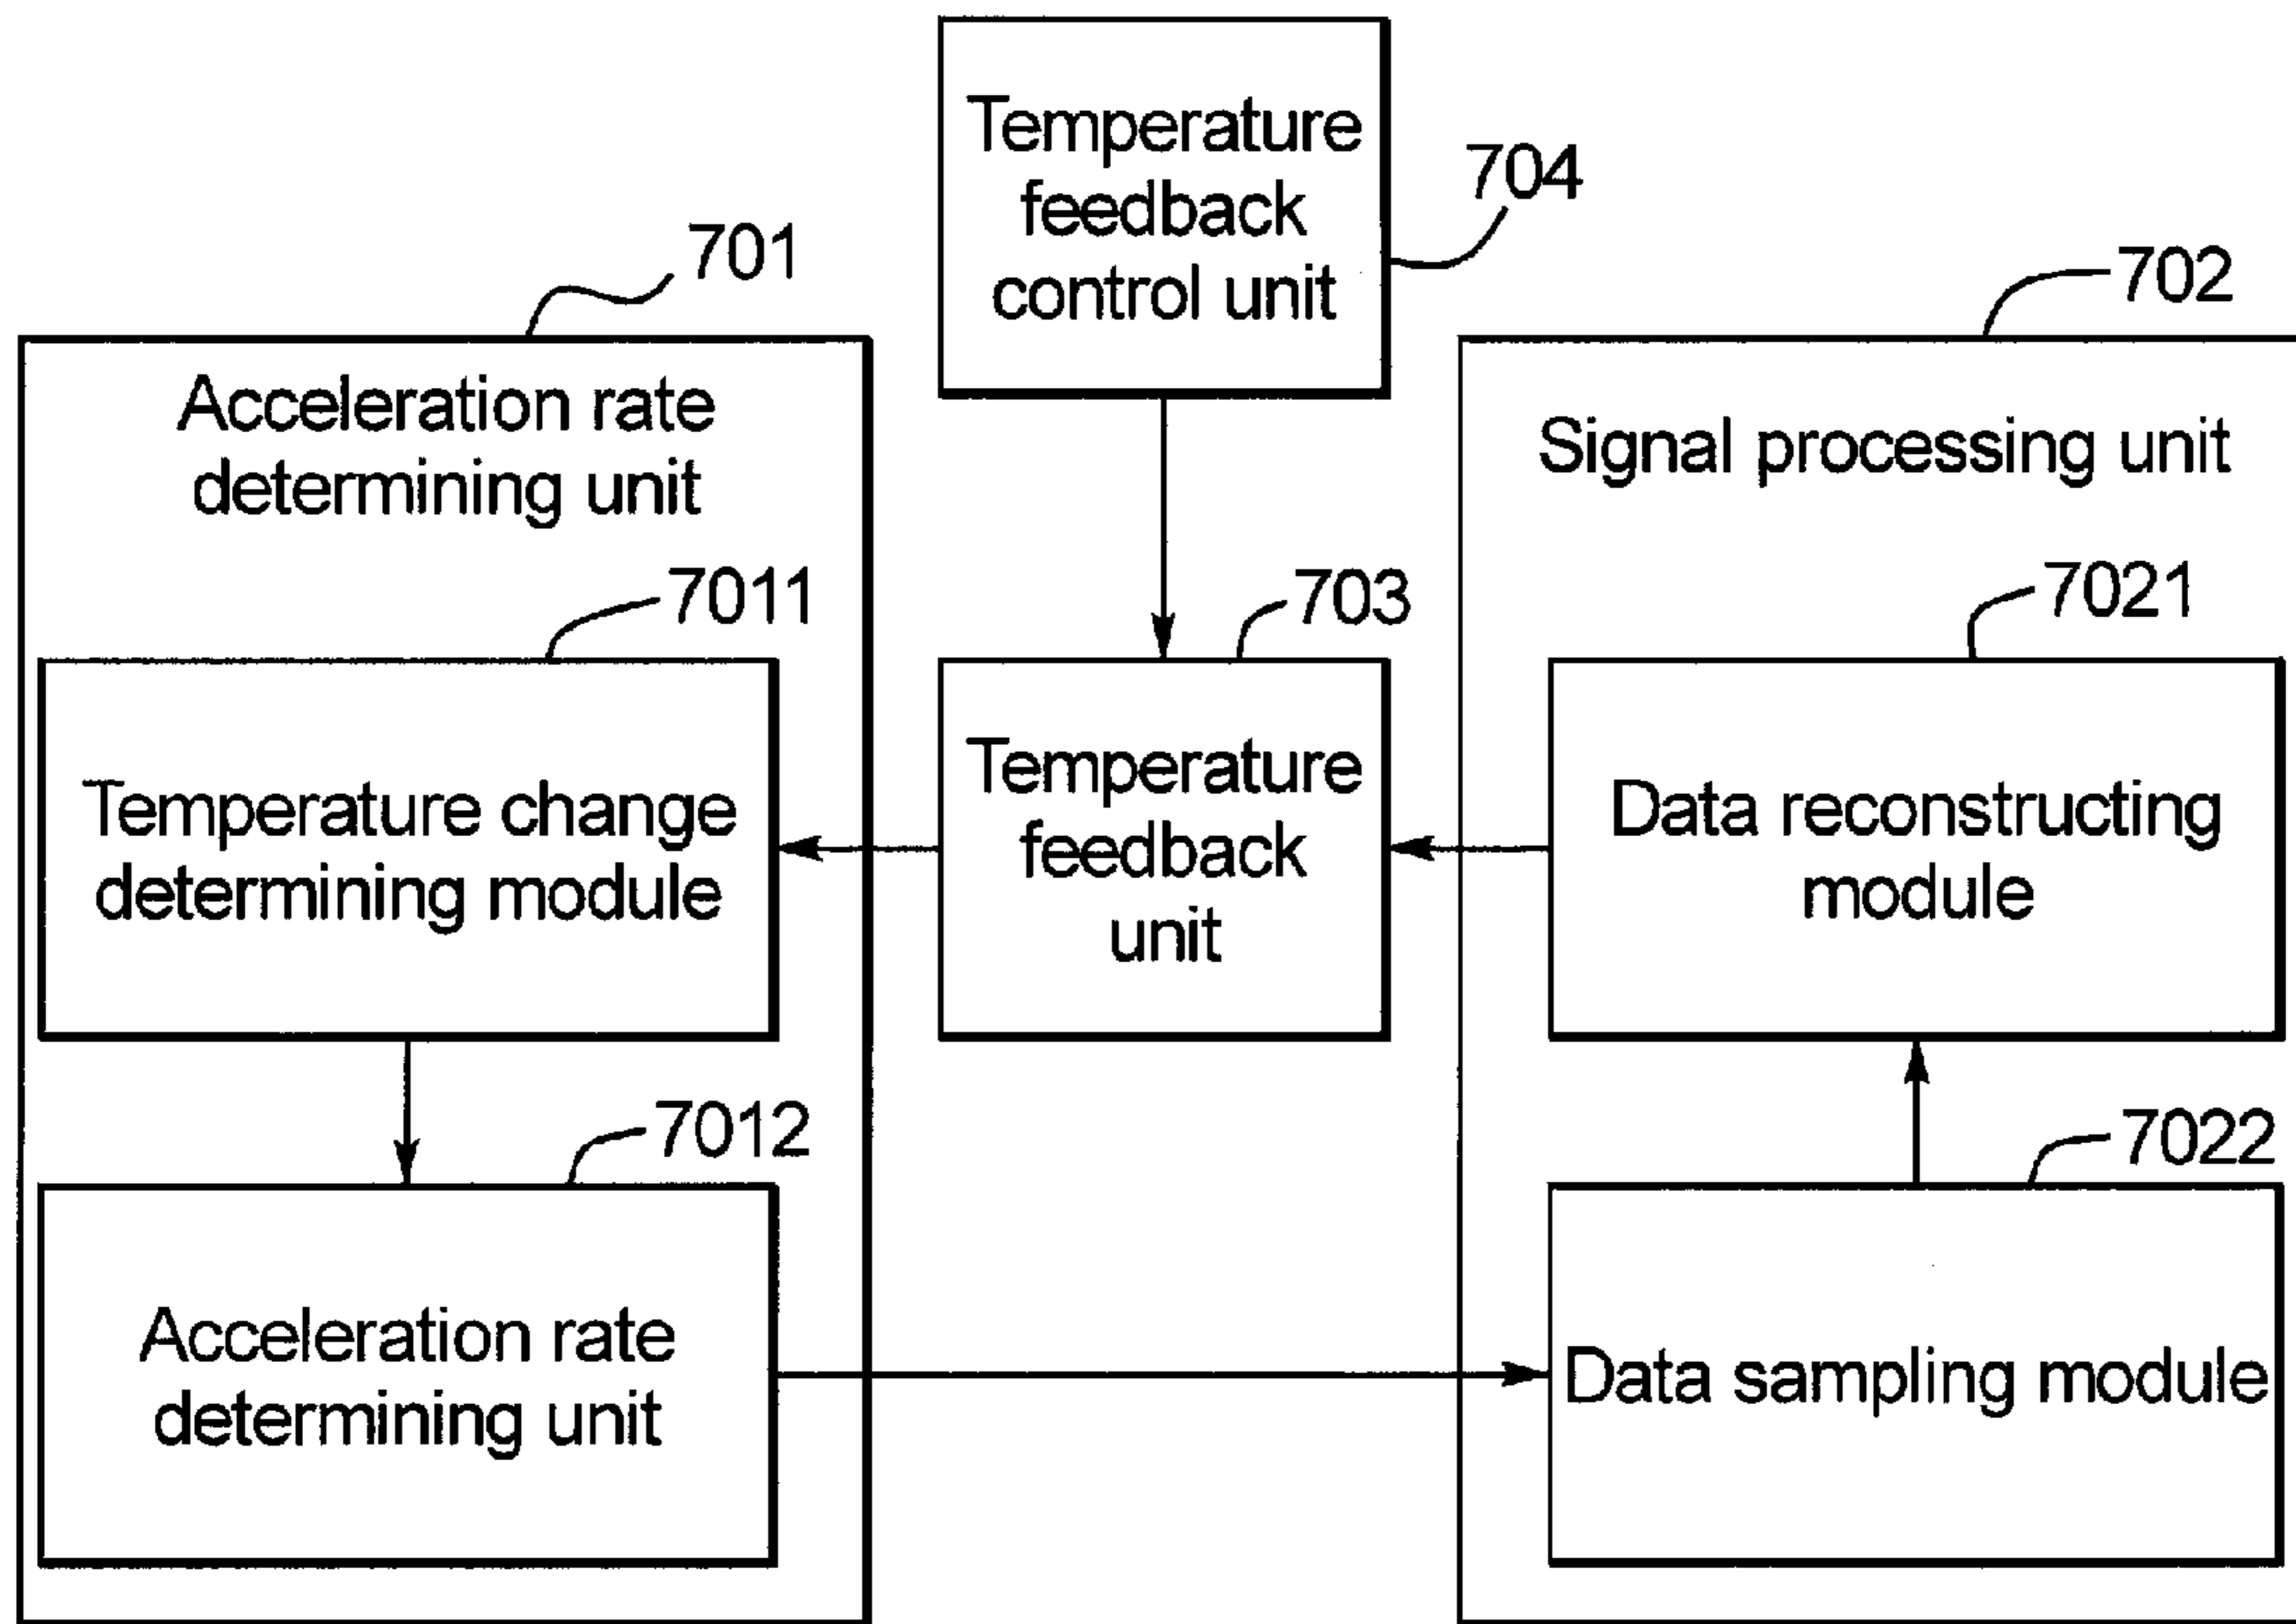 Temperature
feedback
control unit
704
701
702
Acceleration rate
determining unit
Signal processing unit
7011
703
7021
Temperature change
determining module
Temperature
feedback
unit
Data reconstructing
module
7012
7022
Acceleration rate
determining unit
Data sampling module